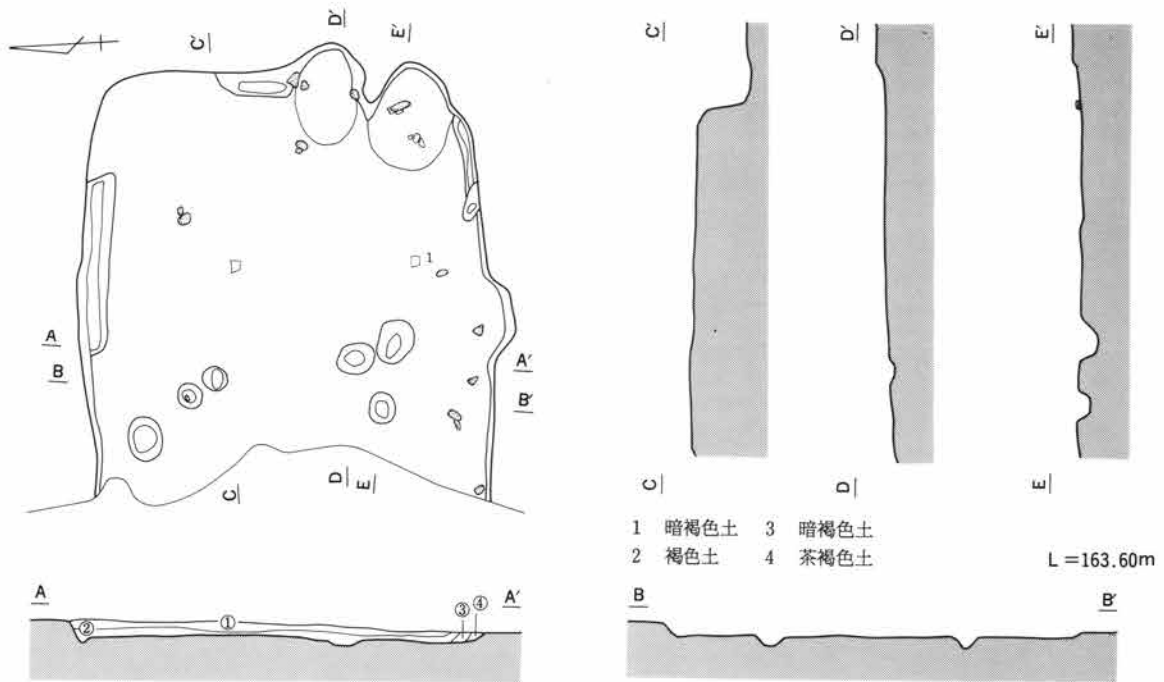 C′ D′ E′
C′ D′ E′
1
A A′
B B′
C D E
C D E
1 暗褐色土 3 暗褐色土
2 褐色土 4 茶褐色土
L=163.60m
A ② ① ③ ④ A′
B B′